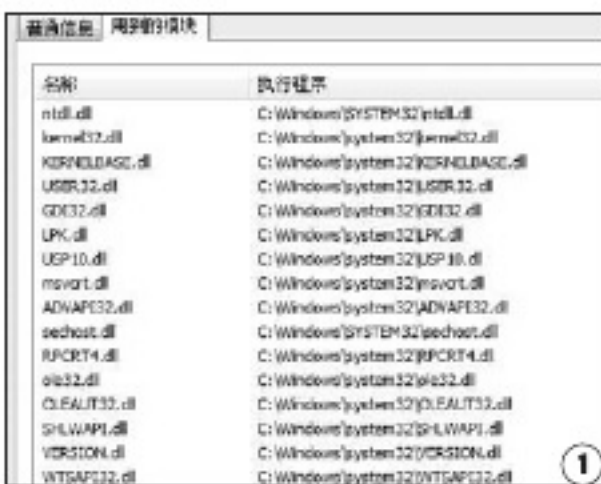 普通信息 用到的模块
名称 执行程序
ntdll.dll C:\Windows\SYSTEM32\ntdll.dll
kernel32.dll C:\Windows\system32\kernel32.dll
KERNELBASE.dll C:\Windows\system32\KERNELBASE.dll
USER32.dll C:\Windows\system32\USER32.dll
GDI32.dll C:\Windows\system32\GDI32.dll
LPK.dll C:\Windows\system32\LPK.dll
USP10.dll C:\Windows\system32\USP10.dll
msvcrt.dll C:\Windows\system32\msvcrt.dll
ADVAPI32.dll C:\Windows\system32\ADVAPI32.dll
sechost.dll C:\Windows\SYSTEM32\sechost.dll
RPCRT4.dll C:\Windows\system32\RPCRT4.dll
ole32.dll C:\Windows\system32\ole32.dll
OLEAUT32.dll C:\Windows\system32\OLEAUT32.dll
SHLWAPI.dll C:\Windows\system32\SHLWAPI.dll
VERSION.dll C:\Windows\system32\VERSION.dll
WTSAPI32.dll C:\Windows\system32\WTSAPI32.dll
1